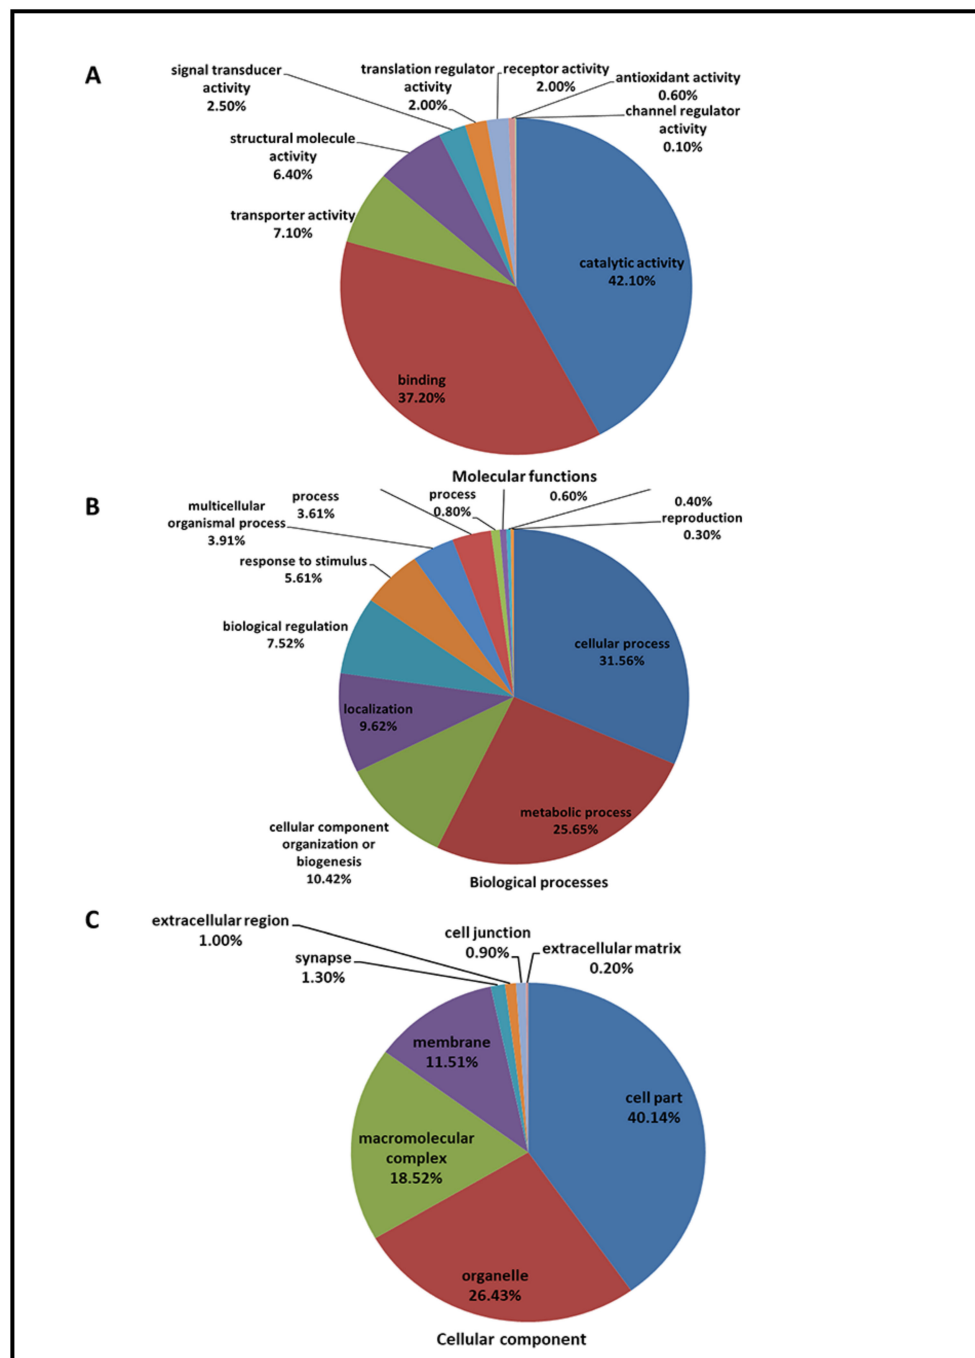 A
signal transducer
activity
2.50%
translation regulator
activity
2.00%
receptor activity
2.00%
antioxidant activity
0.60%
channel regulator
activity
0.10%
structural molecule
activity
6.40%
transporter activity
7.10%
catalytic activity
42.10%
binding
37.20%
Molecular functions
B
multicellular
organismal process
3.91%
process
3.61%
process
0.80%
0.60%
0.40%
reproduction
0.30%
response to stimulus
5.61%
biological regulation
7.52%
cellular process
31.56%
localization
9.62%
metabolic process
25.65%
cellular component
organization or
biogenesis
10.42%
Biological processes
C
extracellular region
1.00%
synapse
1.30%
cell junction
0.90%
extracellular matrix
0.20%
membrane
11.51%
cell part
40.14%
macromolecular
complex
18.52%
organelle
26.43%
Cellular component